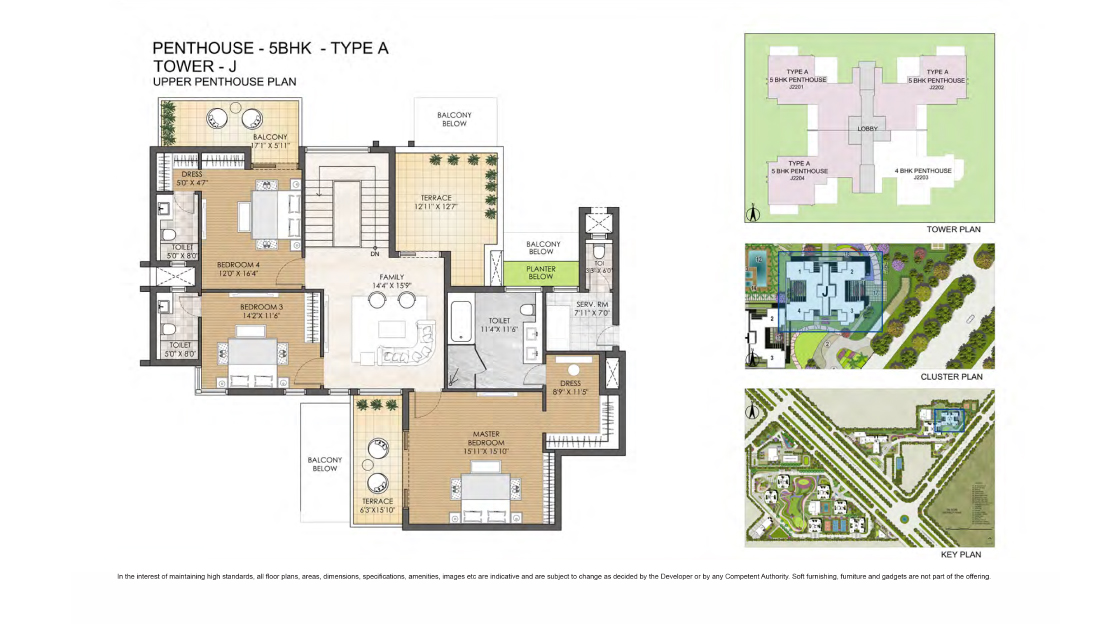 PENTHOUSE - 5BHK - TYPE A
TOWER - J
UPPER PENTHOUSE PLAN
BALCONY
17'1" X 5'11"
BALCONY
BELOW
DRESS
5'0" X 4'7"
TERRACE
12'11" X 12'7"
TOILET
5'0" X 8'0"
BEDROOM 4
12'0" X 16'4"
DN
BALCONY
BELOW
PLANTER
BELOW
TOI
3'3" X 6'0"
FAMILY
14'4" X 15'9"
BEDROOM 3
14'2"X 11'6"
TOILET
5'0" X 8'0"
TOILET
11'4"X 11'6"
SERV. RM
7'11" X 7'0"
DRESS
8'9" X 11'5"
MASTER
BEDROOM
15'11"X 15'10"
BALCONY
BELOW
TERRACE
6'3"X15'10"
TYPE A
5 BHK PENTHOUSE
J2201
TYPE A
5 BHK PENTHOUSE
J2202
LOBBY
TYPE A
5 BHK PENTHOUSE
J2204
4 BHK PENTHOUSE
J2203
TOWER PLAN
2
2
3
CLUSTER PLAN
KEY PLAN
In the interest of maintaining high standards, all floor plans, areas, dimensions, specifications, amenities, images etc are indicative and are subject to change as decided by the Developer or by any Competent Authority. Soft furnishing, furniture and gadgets are not part of the offering.